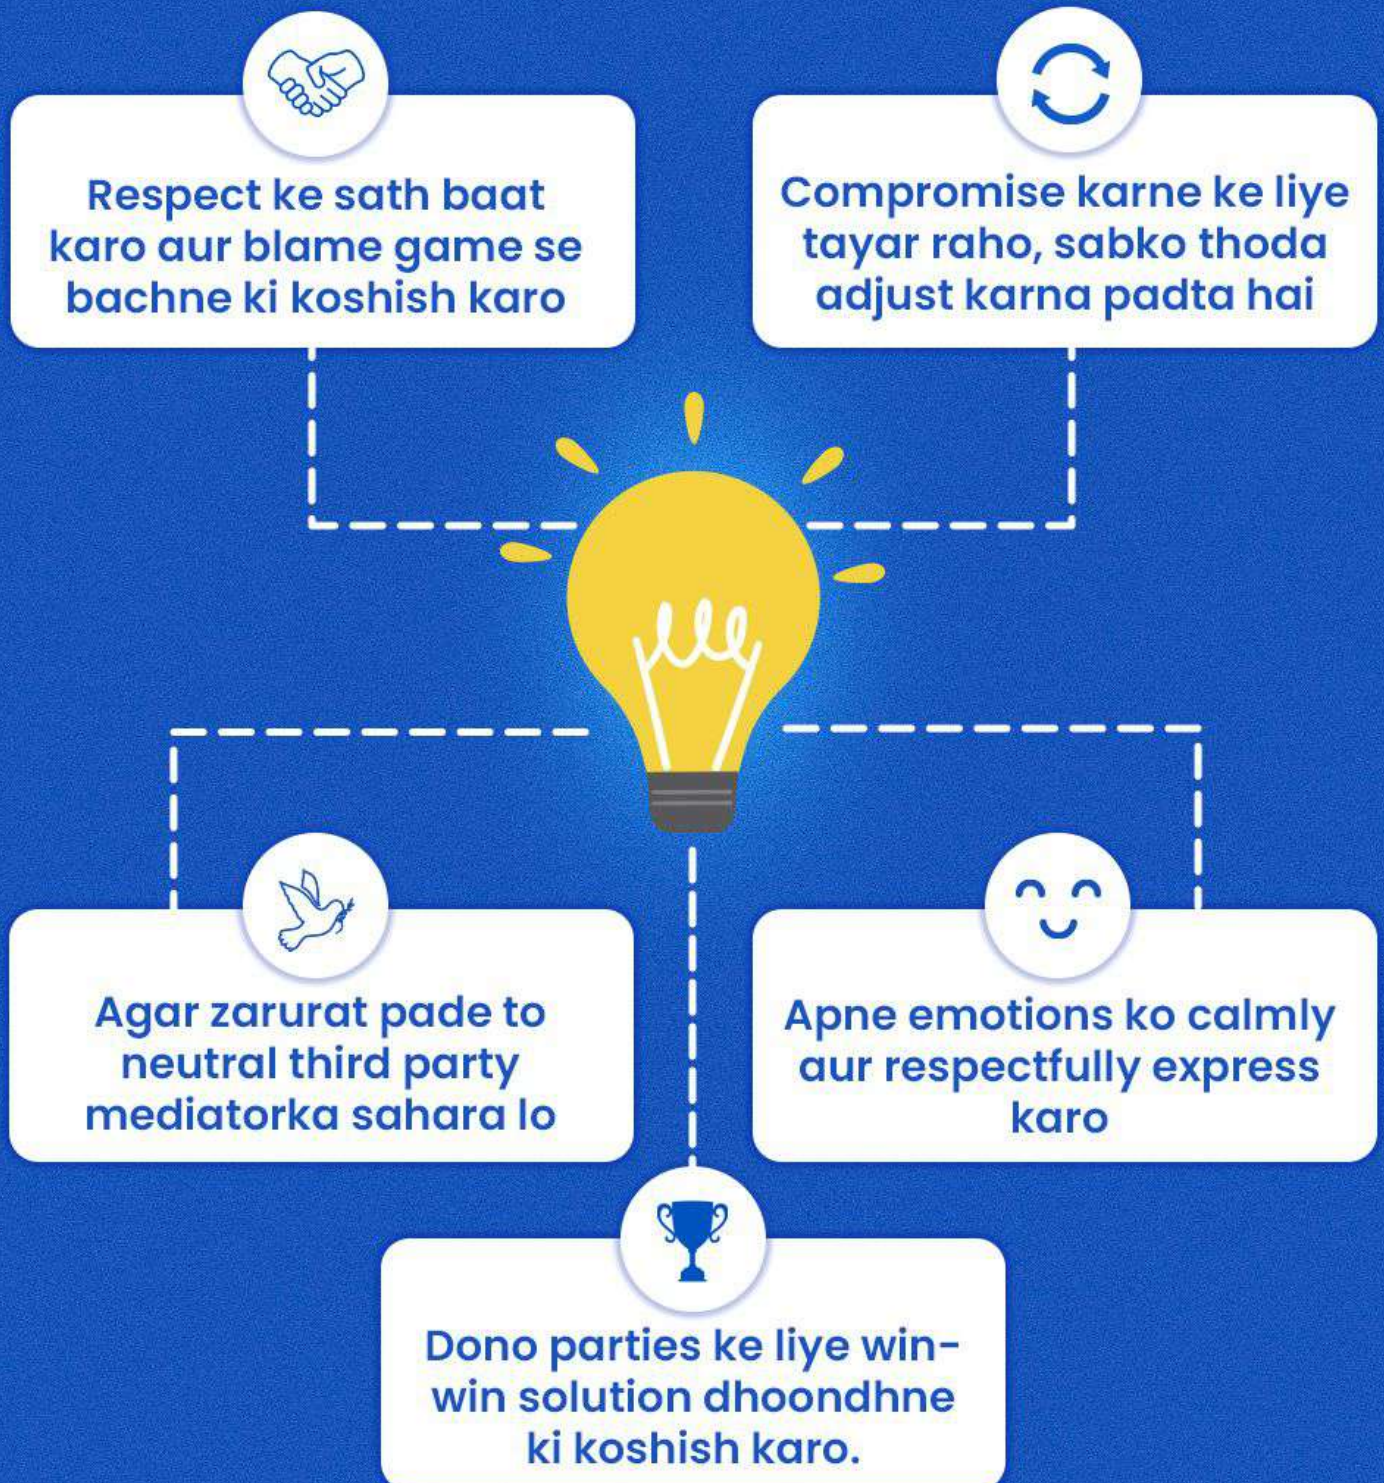 Respect ke sath baat
karo aur blame game se
bachne ki koshish karo
Compromise karne ke liye
tayar raho, sabko thoda
adjust karna padta hai
Agar zarurat pade to
neutral third party
mediatorka sahara lo
Apne emotions ko calmly
aur respectfully express
karo
Dono parties ke liye win-
win solution dhoondhne
ki koshish karo.